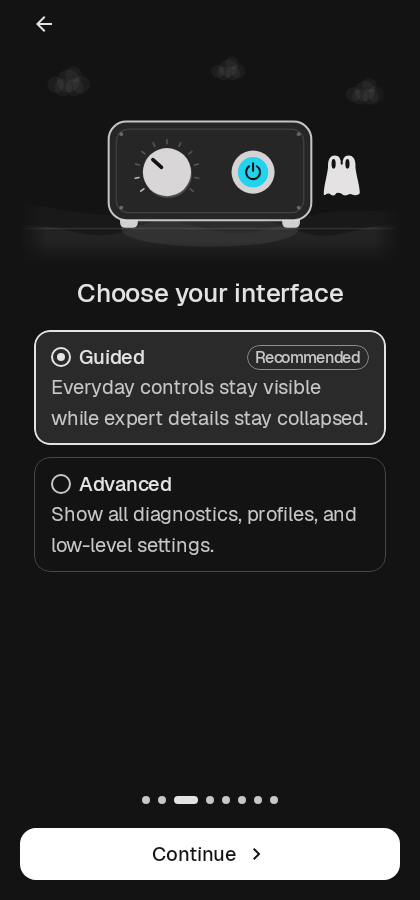 Choose your interface
Guided
Recommended
Everyday controls stay visible
while expert details stay collapsed.
Advanced
Show all diagnostics, profiles, and
low-level settings.
Continue